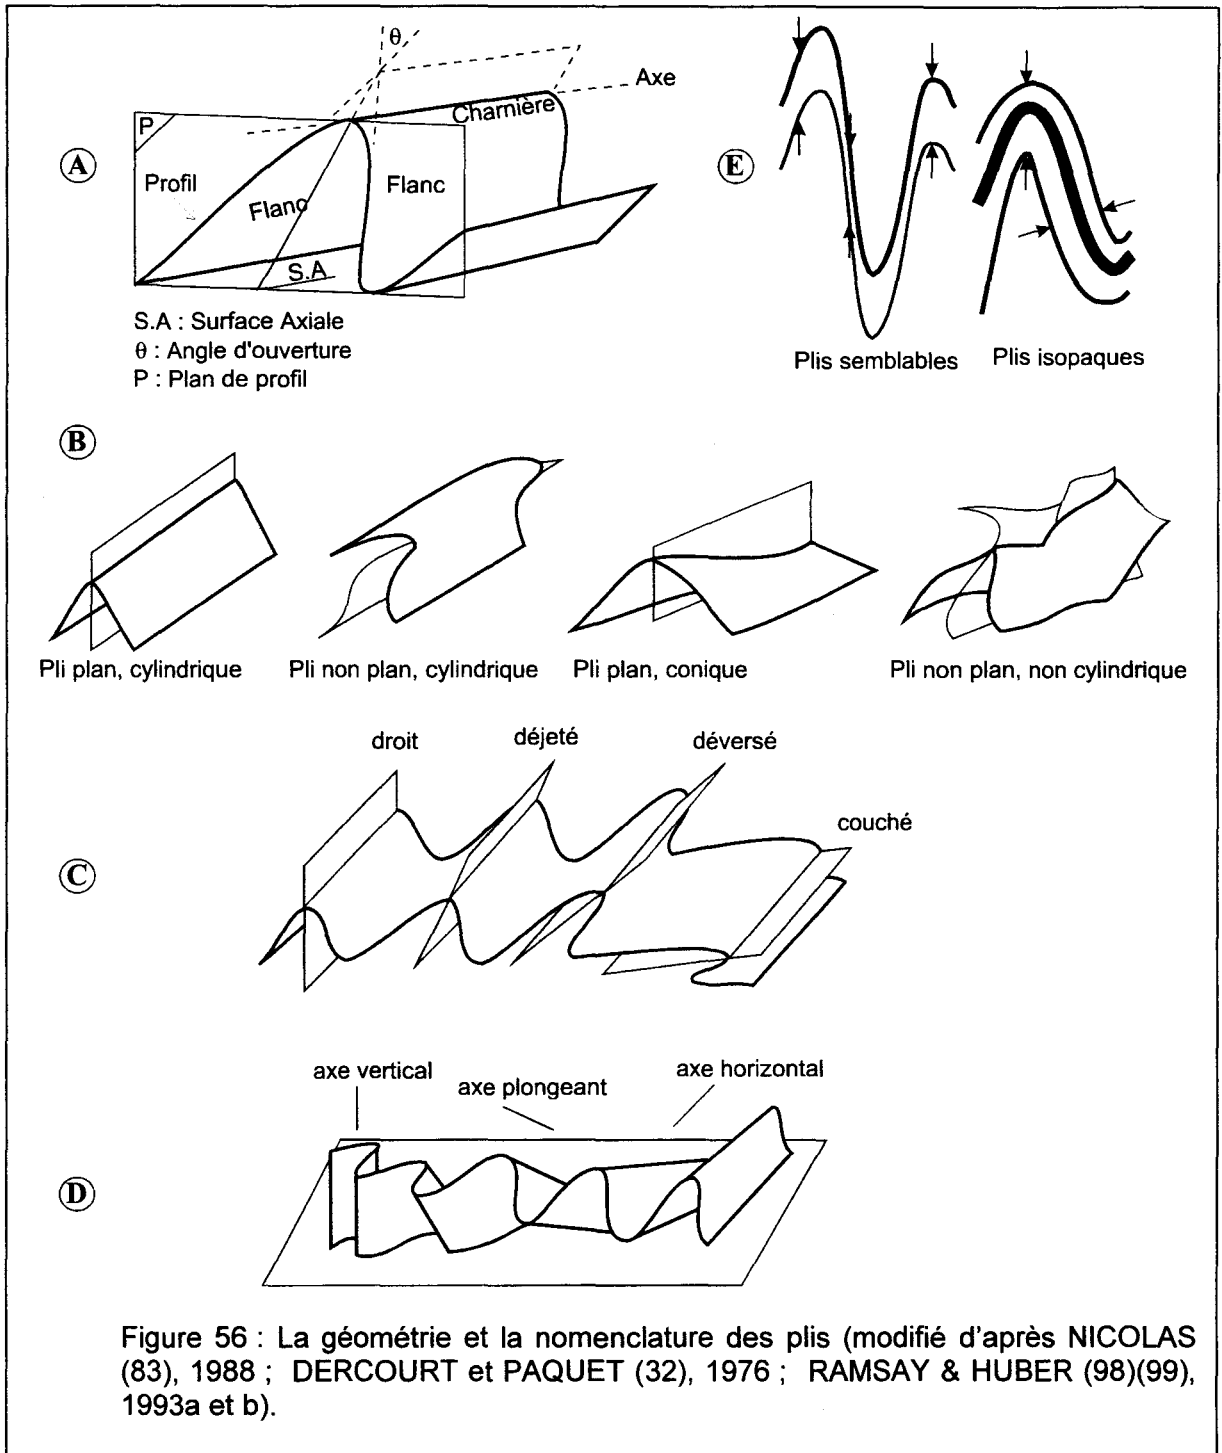 A
θ
Axe
Charnière
P
Profil
Flanc
Flanc
S.A
S.A : Surface Axiale
θ : Angle d'ouverture
P : Plan de profil
E
Plis semblables
Plis isopaques
B
Pli plan, cylindrique
Pli non plan, cylindrique
Pli plan, conique
Pli non plan, non cylindrique
C
droit
déjeté
déversé
couché
D
axe vertical
axe plongeant
axe horizontal
Figure 56 : La géométrie et la nomenclature des plis (modifié d'après NICOLAS
(83), 1988 ; DERCOURT et PAQUET (32), 1976 ; RAMSAY & HUBER (98)(99),
1993a et b).